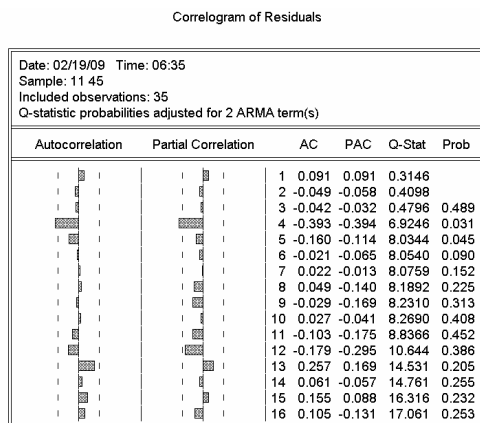 Correlogram of Residuals
Date: 02/19/09 Time: 06:35
Sample: 11 45
Included observations: 35
Q-statistic probabilities adjusted for 2 ARMA term(s)
Autocorrelation Partial Correlation AC PAC Q-Stat Prob
1 0.091 0.091 0.3146
2 -0.049 -0.058 0.4098
3 -0.042 -0.032 0.4796 0.489
4 -0.393 -0.394 6.9246 0.031
5 -0.160 -0.114 8.0344 0.045
6 -0.021 -0.065 8.0540 0.090
7 0.022 -0.013 8.0759 0.152
8 0.049 -0.140 8.1892 0.225
9 -0.029 -0.169 8.2310 0.313
10 0.027 -0.041 8.2690 0.408
11 -0.103 -0.175 8.8366 0.452
12 -0.179 -0.295 10.644 0.386
13 0.257 0.169 14.531 0.205
14 0.061 -0.057 14.761 0.255
15 0.155 0.088 16.316 0.232
16 0.105 -0.131 17.061 0.253